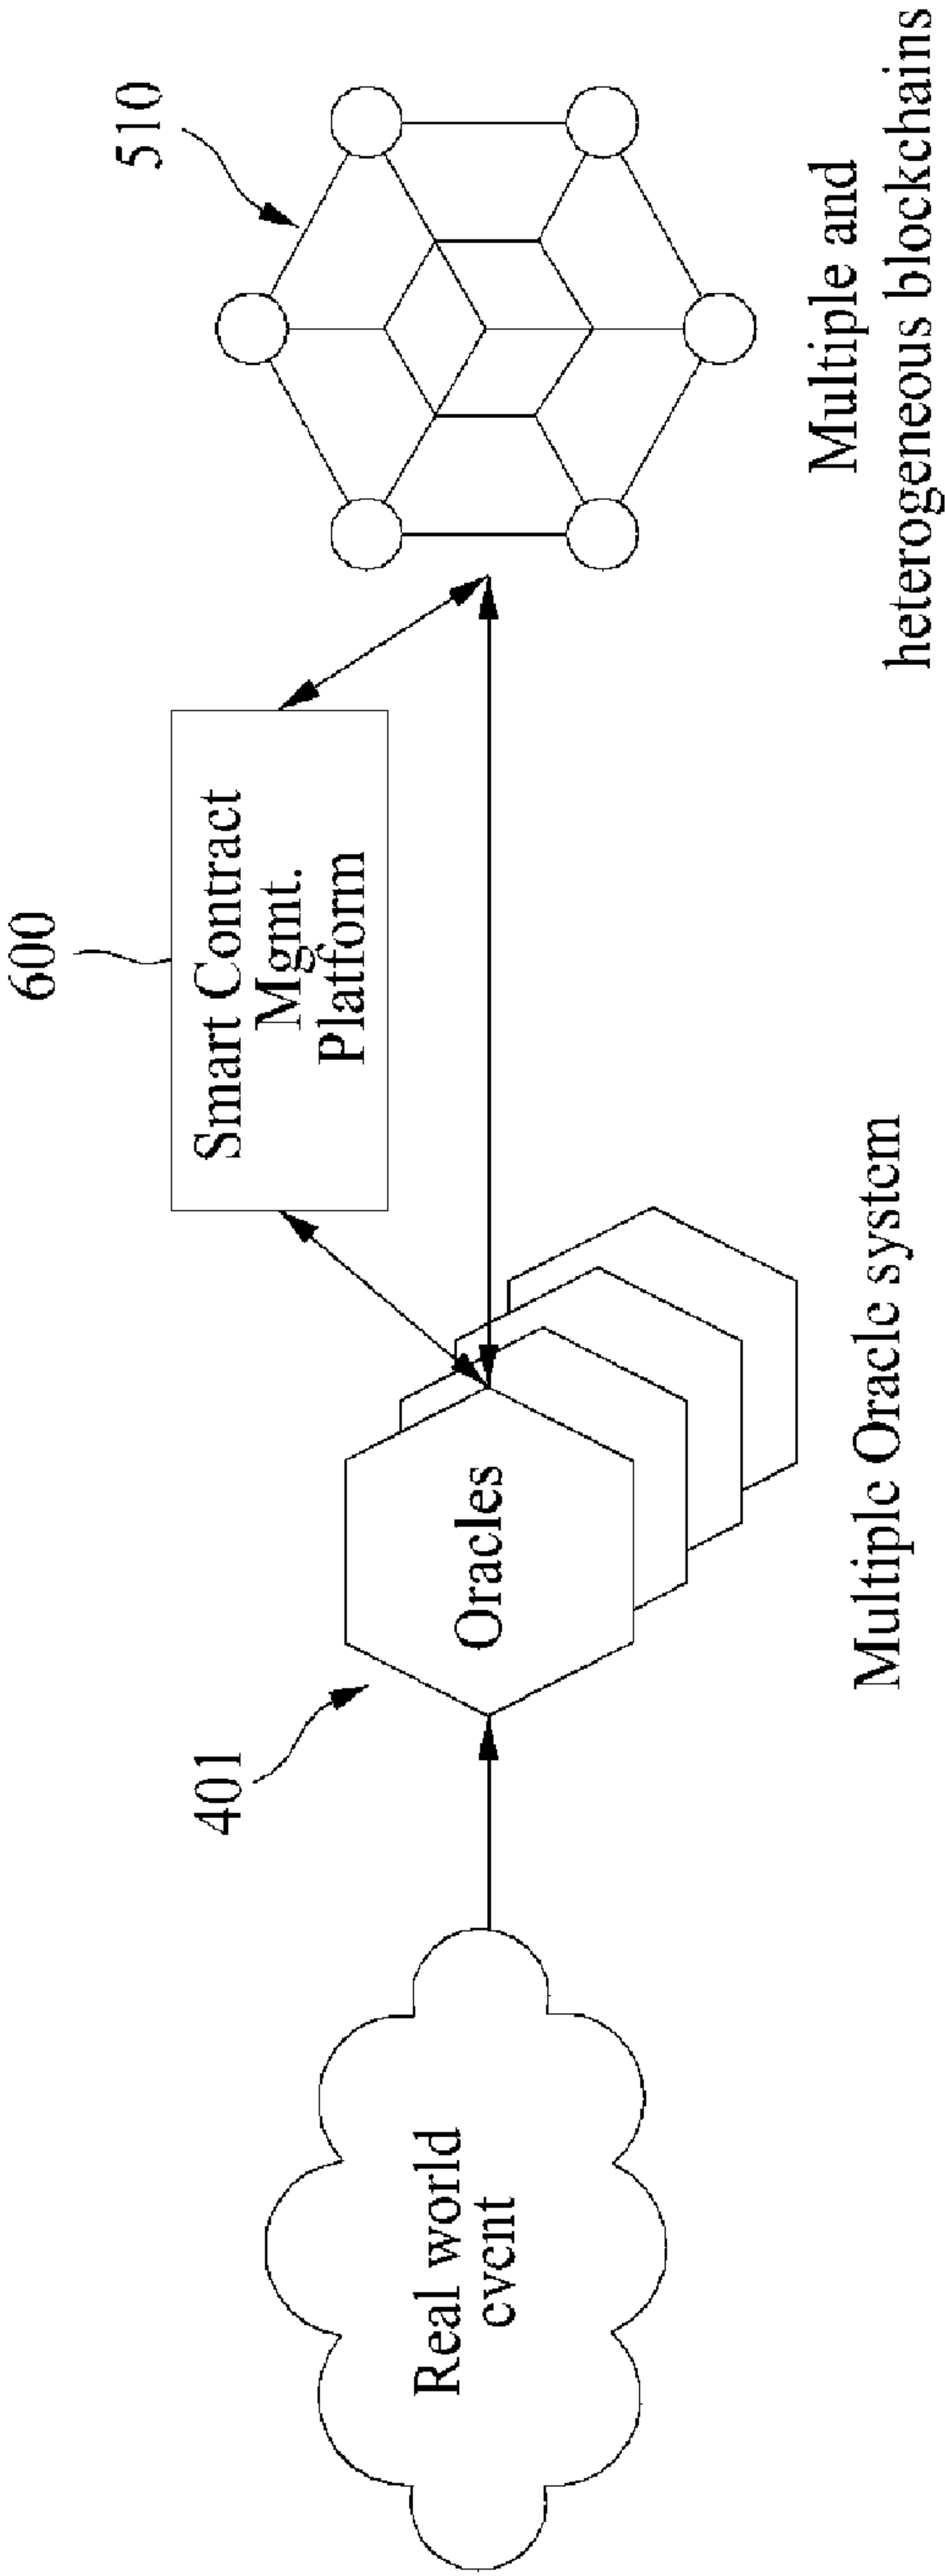 600
510
Smart Contract
Mgmt.
Platform
401
Real world
event
Oracles
Multiple Oracle system
Multiple and
heterogeneous blockchains